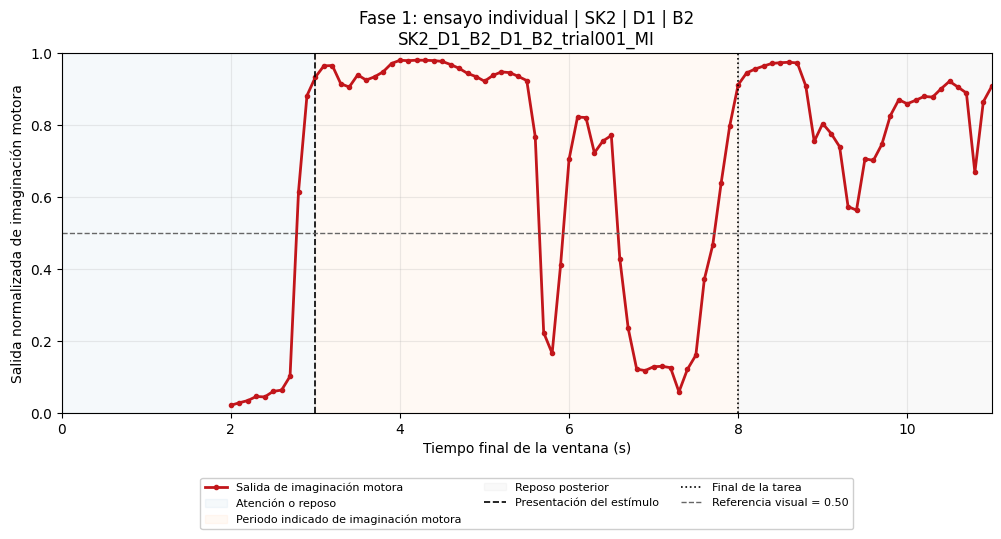 Fase 1: ensayo individual | SK2 | D1 | B2
SK2_D1_B2_D1_B2_trial001_MI
Salida normalizada de imaginación motora
1.0
0.8
0.6
0.4
0.2
0.0
0 2 4 6 8 10
Tiempo final de la ventana (s)
Salida de imaginación motora
Atención o reposo
Periodo indicado de imaginación motora
Reposo posterior
Presentación del estímulo
Final de la tarea
Referencia visual = 0.50